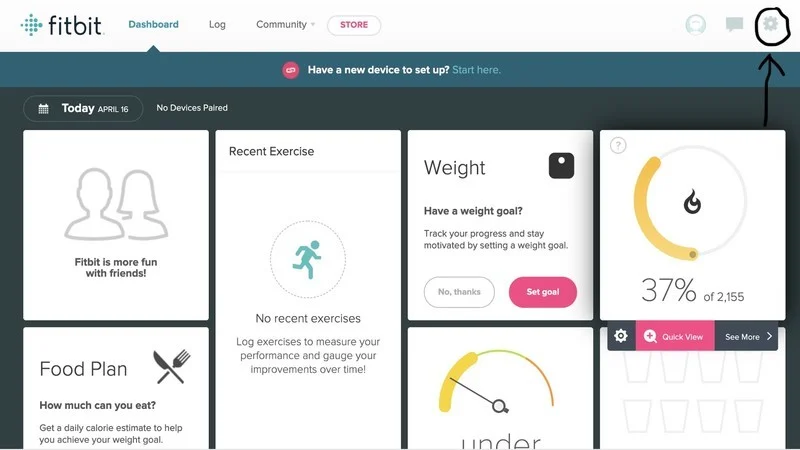 fitbit
Dashboard
Log
Community
STORE
Have a new device to set up? Start here.
Today APRIL 16
No Devices Paired
Fitbit is more fun
with friends!
Recent Exercise
No recent exercises
Log exercises to measure your
performance and gauge your
improvements over time!
Weight
Have a weight goal?
Track your progress and stay
motivated by setting a weight goal.
No, thanks
Set goal
?
37% of 2,155
Quick View
See More
Food Plan
How much can you eat?
Get a daily calorie estimate to help
you achieve your weight goal.
under